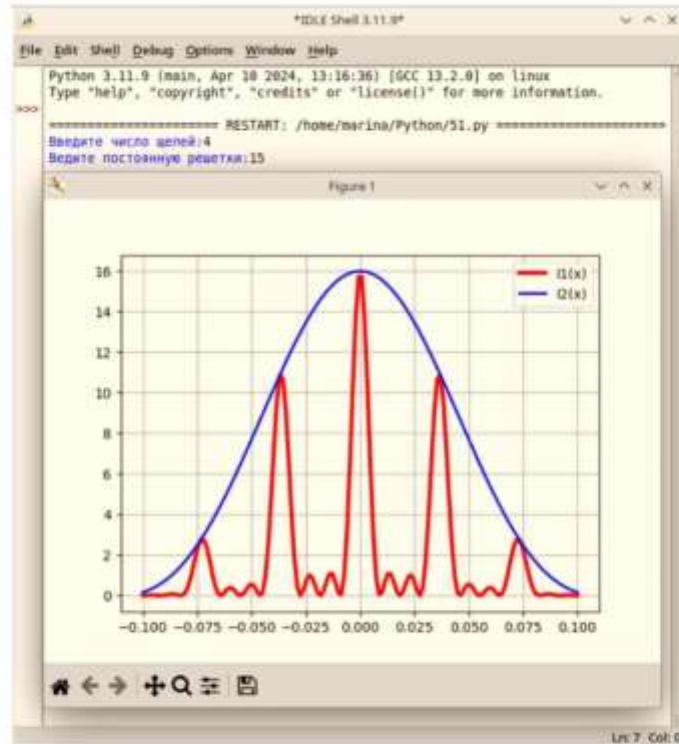 *IDLE Shell 3.11.9*
File Edit Shell Debug Options Window Help
Python 3.11.9 (main, Apr 10 2024, 13:16:36) [GCC 13.2.0] on linux
Type "help", "copyright", "credits" or "license()" for more information.
>>>
======================= RESTART: /home/marina/Python/51.py =======================
Введите число щелей:4
Ведите постоянную решетки:15
Figure 1
I1(x)
I2(x)
16
14
12
10
8
6
4
2
0
−0.100 −0.075 −0.050 −0.025 0.000 0.025 0.050 0.075 0.100
Ln: 7 Col: 0